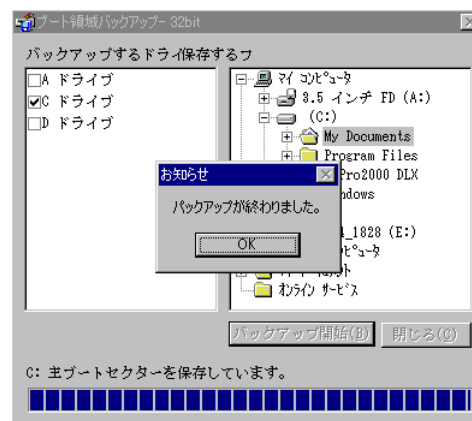 ブート領域バックアップ- 32bit
バックアップするドライ保存するフ
A ドライブ
C ドライブ
D ドライブ
マイ コンピュータ
3.5 インチ FD (A:)
(C:)
My Documents
Program Files
Pro2000 DLX
ndows
_1828 (E:)
オンライン サービス
お知らせ
バックアップが終わりました。
OK
バックアップ開始(B)
閉じる(C)
C: 主ブートセクターを保存しています。